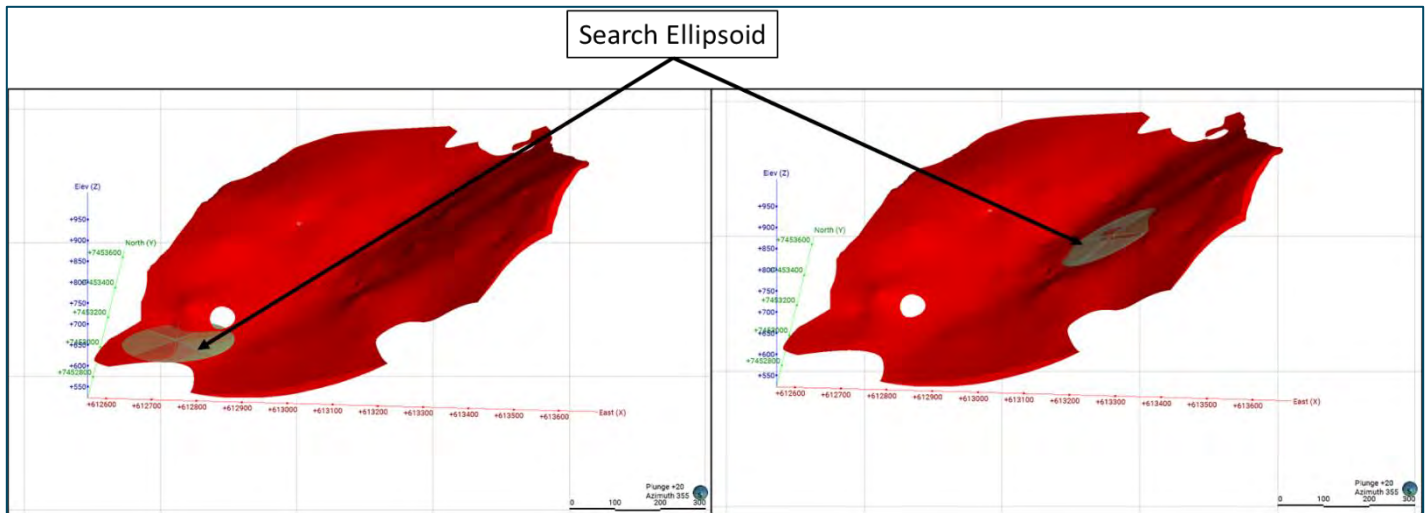 Search Ellipsoid
Elev (Z)
+950
+900
+850
+800
+750
+700
+650
+600
+550
North (Y)
+7453600
+7453400
+7453200
+7453000
+7452800
+612600 +612700 +612800 +612900 +613000 +613100 +613200 +613300 +613400 +613500 +613600
East (X)
Plunge +20
Azimuth 355
0 100 200 300
Elev (Z)
+950
+900
+850
+800
+750
+700
+650
+600
+550
North (Y)
+7453600
+7453400
+7453200
+7453000
+7452800
+612600 +612700 +612800 +612900 +613000 +613100 +613200 +613300 +613400 +613500 +613600
East (X)
Plunge +20
Azimuth 355
0 100 200 300